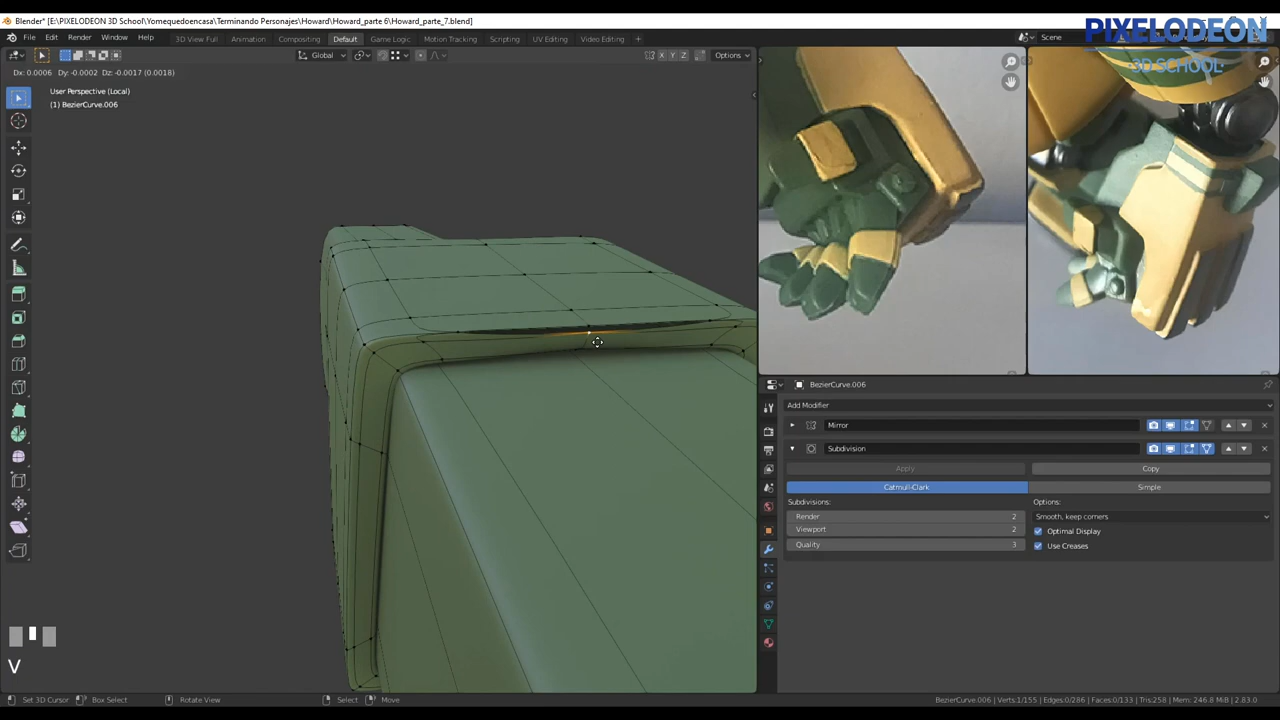 Blender* [E:\PIXELODEON 3D School\Yomequedoencasa\Terminando Personajes\Howard\Howard_parte 6\Howard_parte_7.blend]
PIXELODEON
3D SCHOOL
File Edit Render Window Help
3D View Full Animation Compositing Default Game Logic Motion Tracking Scripting UV Editing Video Editing +
Scene
Global
X Y Z
Options
Dx: 0.0006 Dy: -0.0002 Dz: -0.0017 (0.0018)
User Perspective (Local)
(1) BezierCurve.006
BezierCurve.006
Add Modifier
Mirror
Subdivision
Apply Copy
Catmull-Clark Simple
Subdivisions: Options:
Render 2 Smooth, keep corners
Viewport 2 Optimal Display
Quality 3 Use Creases
V
Set 3D Cursor Box Select Rotate View Select Move BezierCurve.006 | Verts:1/155 | Edges:0/286 | Faces:0/133 | Tris:258 | Mem: 246.8 MiB | 2.83.0